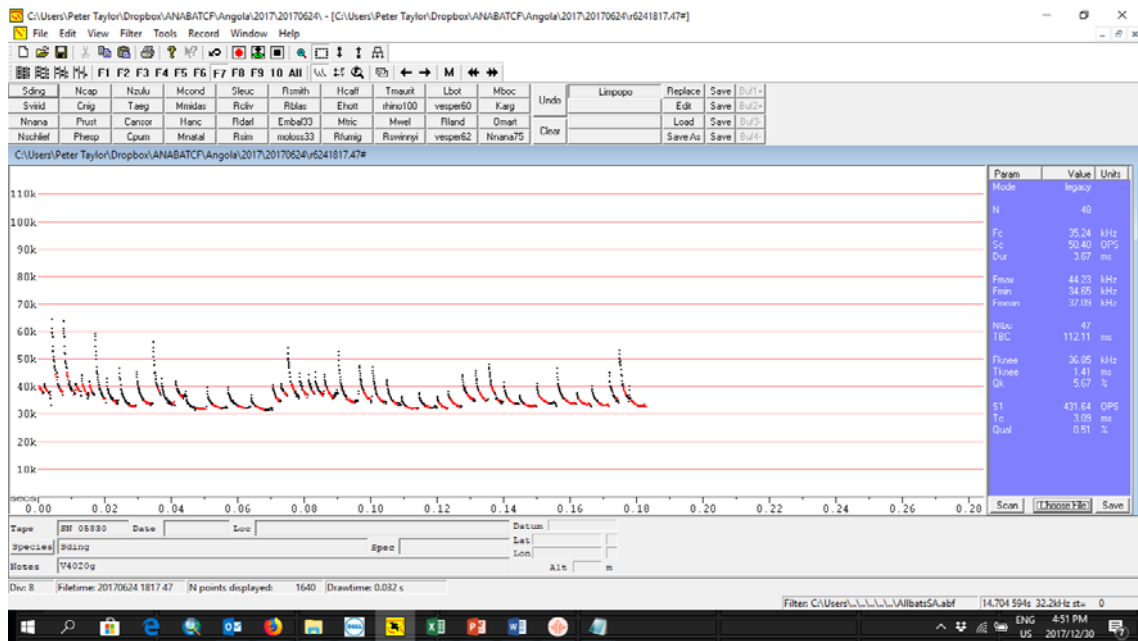 C:\Users\Peter Taylor\Dropbox\ANABATCF\Angola\2017\20170624\ - [C:\Users\Peter Taylor\Dropbox\ANABATCF\Angola\2017\20170624\r6241817.47#]
File Edit View Filter Tools Record Window Help
F1 F2 F3 F4 F5 F6 F7 F8 F9 10 All M
Sding Ncap Nzulu Mcond Sleuc Rsmith Hcaff Tmaurit Lbot Mboc Undo Limpopo Replace Save Buf1+
Svirid Cnig Taeg Mmidas Rcliv Rblas Ehott rhino100 vesper60 Karg Edit Save Buf2+
Nnana Prust Cansor Hanc Rdarl Embal33 Mtric Mwel Rland Omart Clear Load Save Buf3-
Nschlief Phesp Cpum Mnatal Rsim moloss33 Rfumig Rswinnyi vesper62 Nnana75 Save As Save Buf4-
C:\Users\Peter Taylor\Dropbox\ANABATCF\Angola\2017\20170624\r6241817.47#
Param Value Units
Mode legacy
110k
N 40
100k
Fc 35.24 kHz
Sc 50.40 OPS
90k
Dur 3.67 ms
80k
Fmax 44.23 kHz
Fmin 34.65 kHz
Fmean 37.09 kHz
70k
60k
Ntbc 47
TBC 112.11 ms
50k
Fknee 36.05 kHz
Tknee 1.41 ms
Qk 5.67 %
40k
S1 431.64 OPS
30k
Tc 3.09 ms
Qual 0.51 %
20k
10k
secs
0.00 0.02 0.04 0.06 0.08 0.10 0.12 0.14 0.16 0.18 0.20 0.22 0.24 0.26 0.28
Scan Choose File Save
Tape SN 05830 Date Loc Datum
Species Sding Spec Lat
Lon
Notes V4020g Alt m
Div: 8 Filetime: 20170624 1817 47 N points displayed: 1640 Drawtime: 0.032 s
Filter: C:\Users\...\...\...\...\AllbatsSA.abf 14.704 594s 32.2kHz st= 0
ENG 4:51 PM
US 2017/12/30